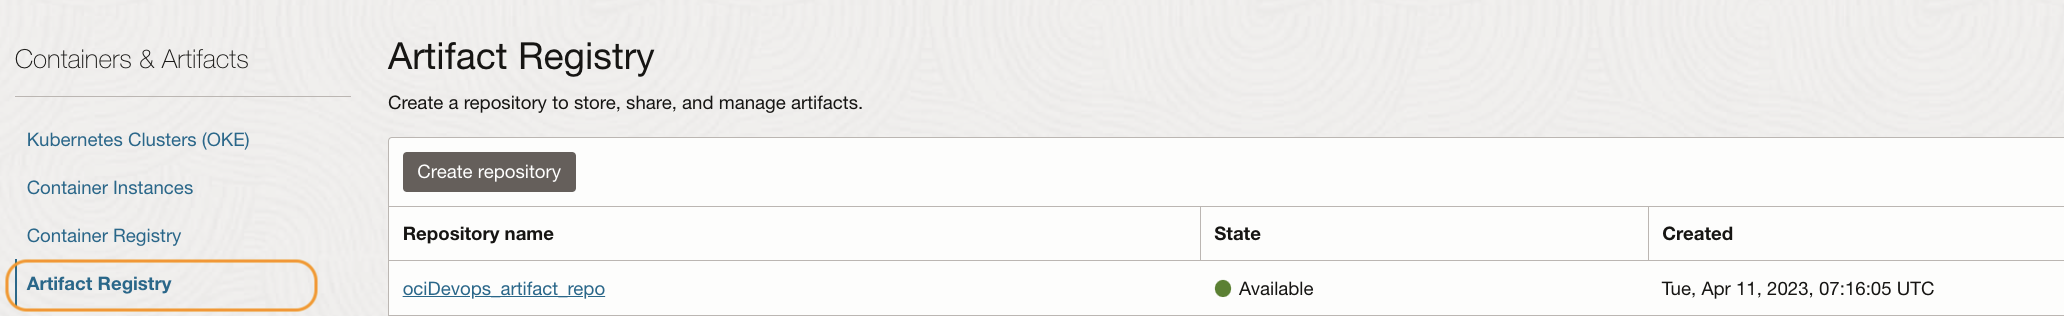 Containers & Artifacts
Kubernetes Clusters (OKE)
Container Instances
Container Registry
Artifact Registry
Artifact Registry
Create a repository to store, share, and manage artifacts.
Create repository
Repository name State Created
ociDevops_artifact_repo Available Tue, Apr 11, 2023, 07:16:05 UTC